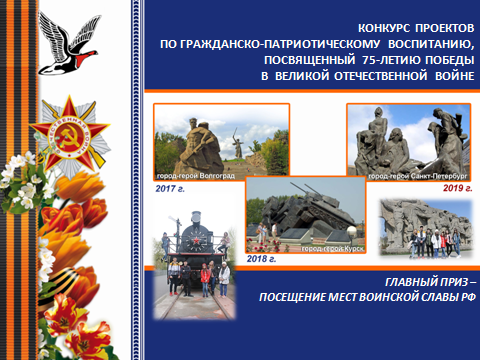 КОНКУРС ПРОЕКТОВ
ПО ГРАЖДАНСКО-ПАТРИОТИЧЕСКОМУ ВОСПИТАНИЮ,
ПОСВЯЩЕННЫЙ 75-ЛЕТИЮ ПОБЕДЫ
В ВЕЛИКОЙ ОТЕЧЕСТВЕННОЙ ВОЙНЕ
город-герой Волгоград
город-герой Санкт-Петербург
2017 г.
2019 г.
город-герой Курск
2018 г.
ГЛАВНЫЙ ПРИЗ –
ПОСЕЩЕНИЕ МЕСТ ВОИНСКОЙ СЛАВЫ РФ